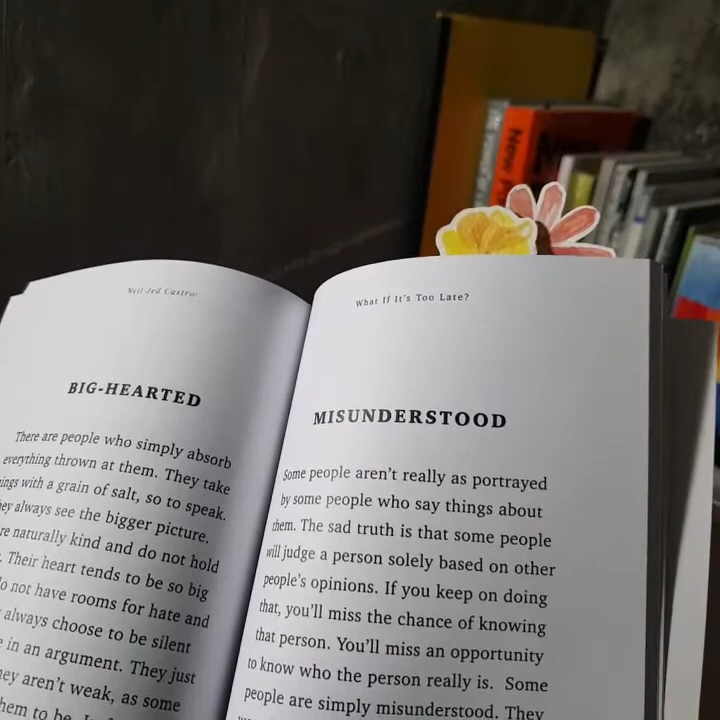 Neil Jed Castro
BIG-HEARTED
There are people who simply absorb
everything thrown at them. They take
with a grain of salt, so to speak.
always see the bigger picture.
naturally kind and do not hold
Their heart tends to be so big
not have rooms for hate and
always choose to be silent
in an argument. They just
aren't weak, as some
to be.
What If It's Too Late?
MISUNDERSTOOD
Some people aren't really as portrayed
by some people who say things about
them. The sad truth is that some people
will judge a person solely based on other
people's opinions. If you keep on doing
that, you'll miss the chance of knowing
that person. You'll miss an opportunity
to know who the person really is. Some
people are simply misunderstood. They
New